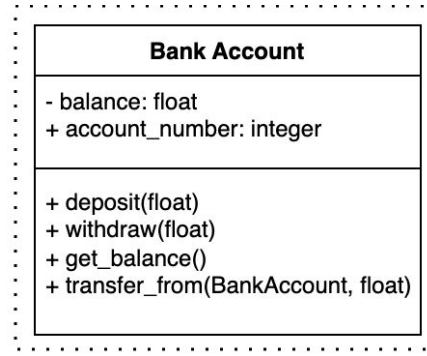 Bank Account
- balance: float
+ account_number: integer
+ deposit(float)
+ withdraw(float)
+ get_balance()
+ transfer_from(BankAccount, float)